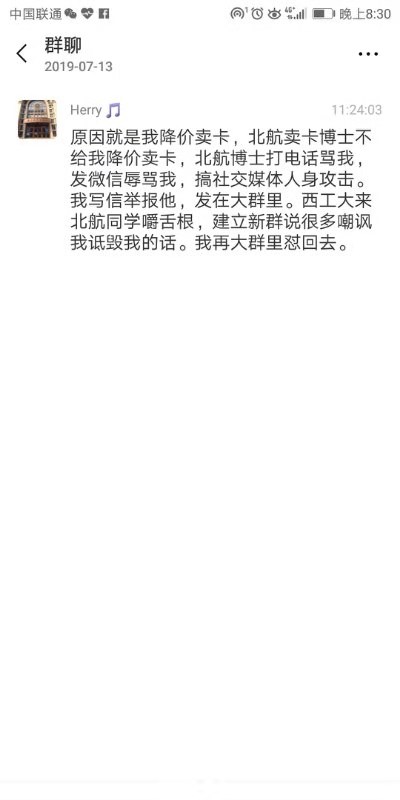 中国联通
4G+
晚上8:30
群聊
2019-07-13
Herry
11:24:03
原因就是我降价卖卡，北航卖卡博士不
给我降价卖卡，北航博士打电话骂我，
发微信辱骂我，搞社交媒体人身攻击。
我写信举报他，发在大群里。西工大来
北航同学嚼舌根，建立新群说很多嘲讽
我诋毁我的话。我再大群里怼回去。